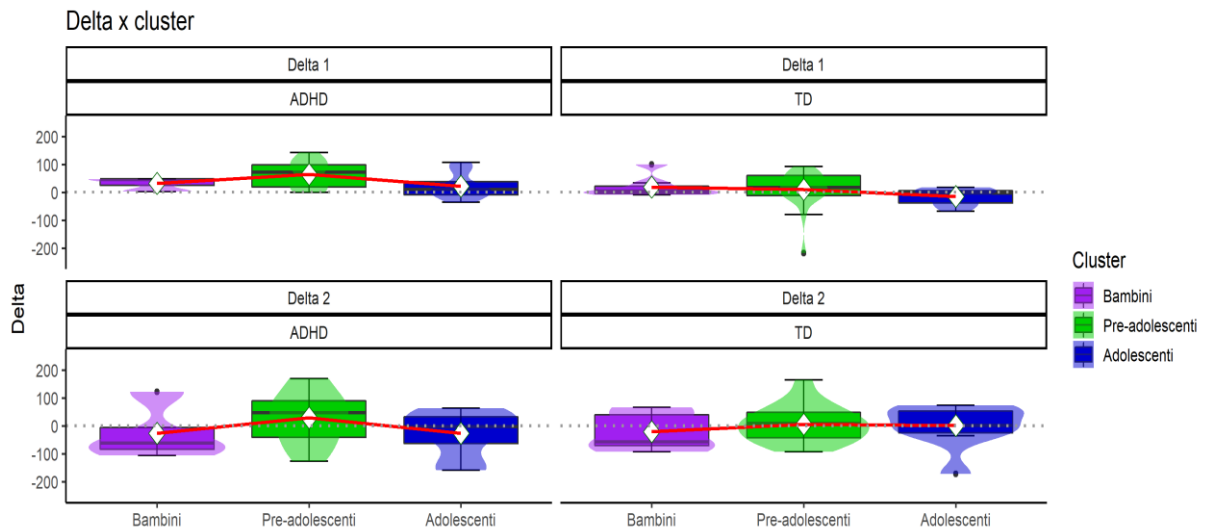 Delta x cluster
Delta 1
Delta 1
ADHD
TD
200
100
0
-100
-200
Delta 2
Delta 2
ADHD
TD
200
100
0
-100
-200
Delta
Bambini
Pre-adolescenti
Adolescenti
Bambini
Pre-adolescenti
Adolescenti
Cluster
Bambini
Pre-adolescenti
Adolescenti